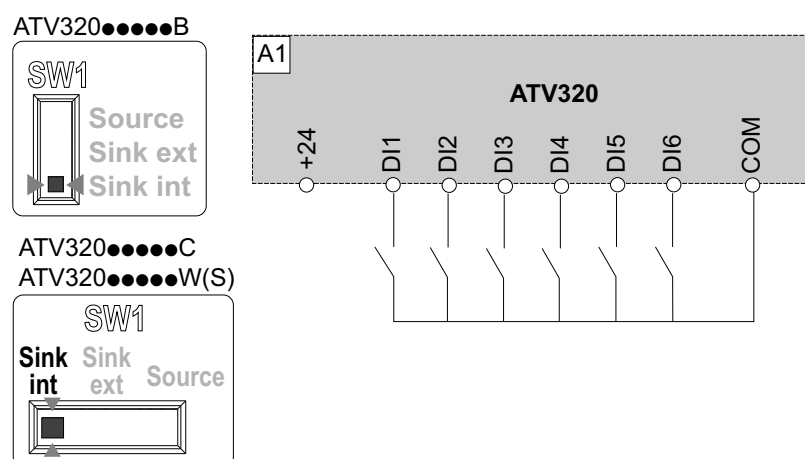 ATV320●●●●●B
SW1
Source
Sink ext
Sink int
ATV320●●●●●C
ATV320●●●●●W(S)
SW1
Sink int
Sink ext
Source
A1
ATV320
+24
DI1
DI2
DI3
DI4
DI5
DI6
COM